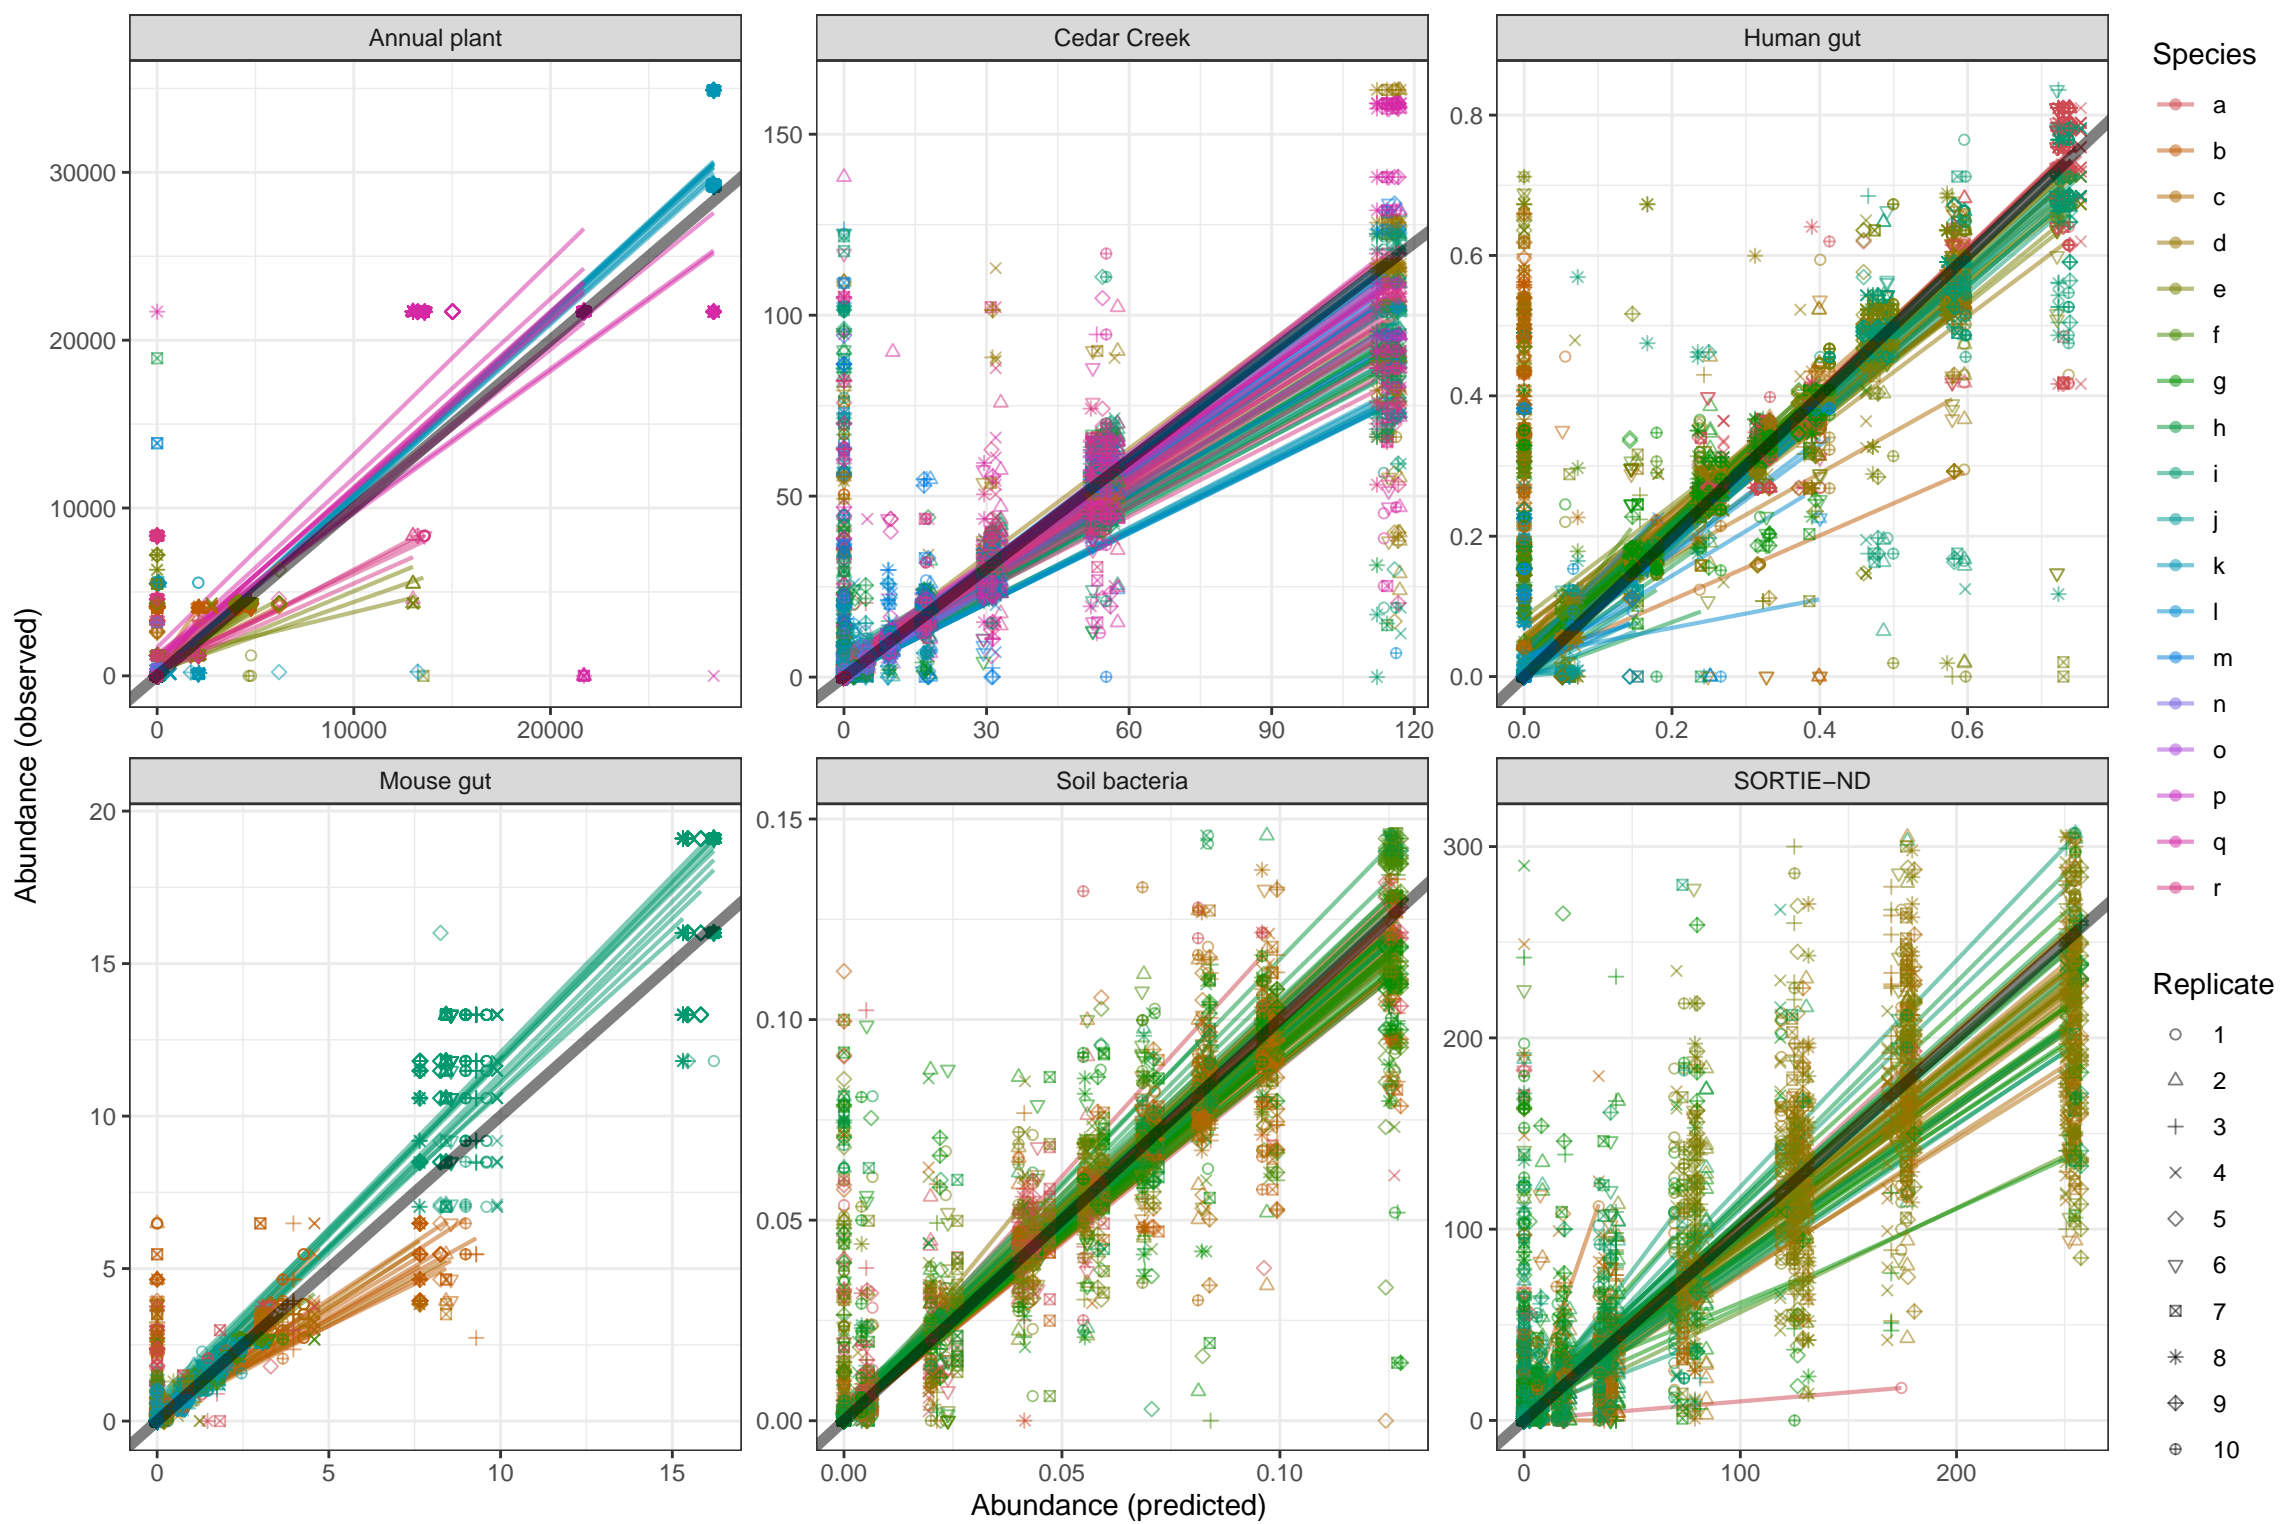 Annual plant
Cedar Creek
Human gut
30000
20000
10000
0
0
10000
20000
150
100
50
0
0
30
60
90
120
0.8
0.6
0.4
0.2
0.0
0.0
0.2
0.4
0.6
Mouse gut
Soil bacteria
SORTIE−ND
20
15
10
5
0
0
5
10
15
0.15
0.10
0.05
0.00
0.00
0.05
0.10
300
200
100
0
0
100
200
Abundance (observed)
Abundance (predicted)
Species
a
b
c
d
e
f
g
h
i
j
k
l
m
n
o
p
q
r
Replicate
1
2
3
4
5
6
7
8
9
10